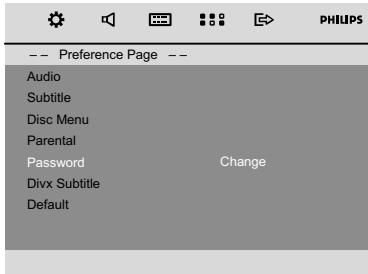 PHILIPS
–– Preference Page ––
Audio
Subtitle
Disc Menu
Parental
Password Change
Divx Subtitle
Default